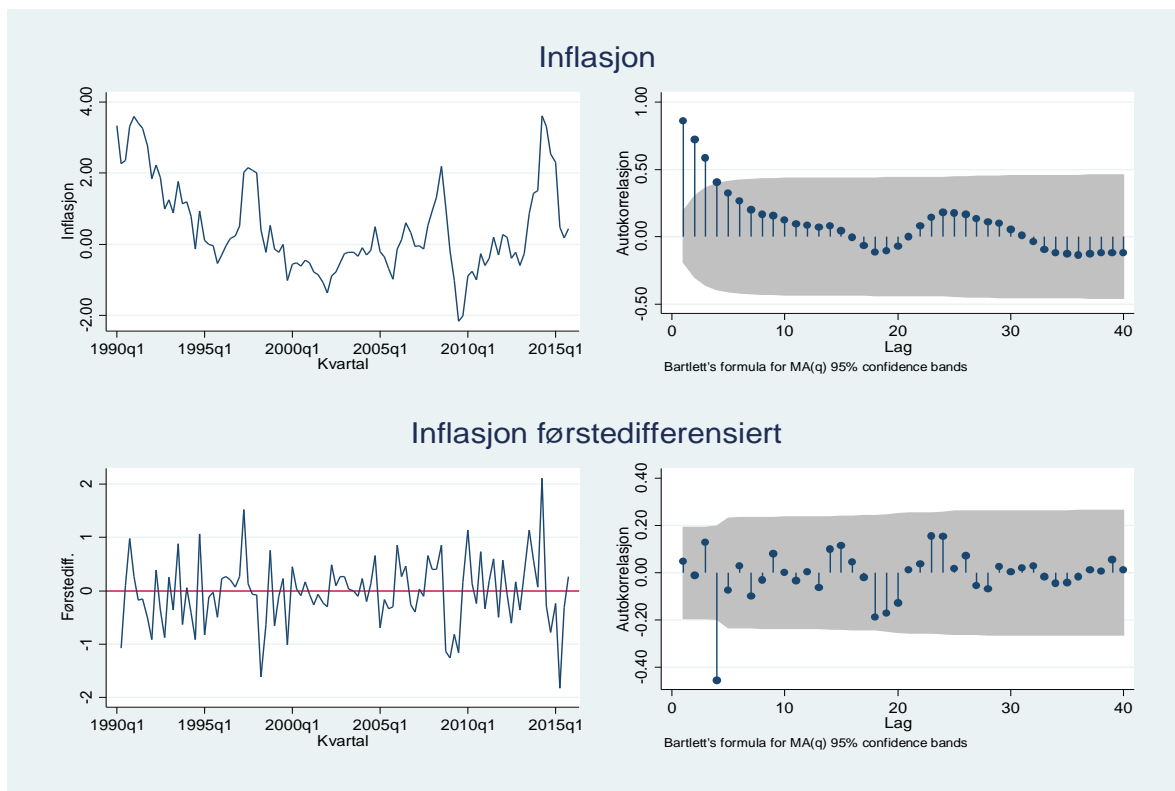 Inflasjon
4.00
2.00
0.00
-2.00
Inflasjon
1990q1 1995q1 2000q1 2005q1 2010q1 2015q1
Kvartal
1.00
0.50
0.00
-0.50
Autokorrelasjon
0 10 20 30 40
Lag
Bartlett's formula for MA(q) 95% confidence bands
Inflasjon førstedifferensiert
2
1
0
-1
-2
Førstediff.
1990q1 1995q1 2000q1 2005q1 2010q1 2015q1
Kvartal
0.40
0.20
0.00
-0.20
-0.40
Autokorrelasjon
0 10 20 30 40
Lag
Bartlett's formula for MA(q) 95% confidence bands